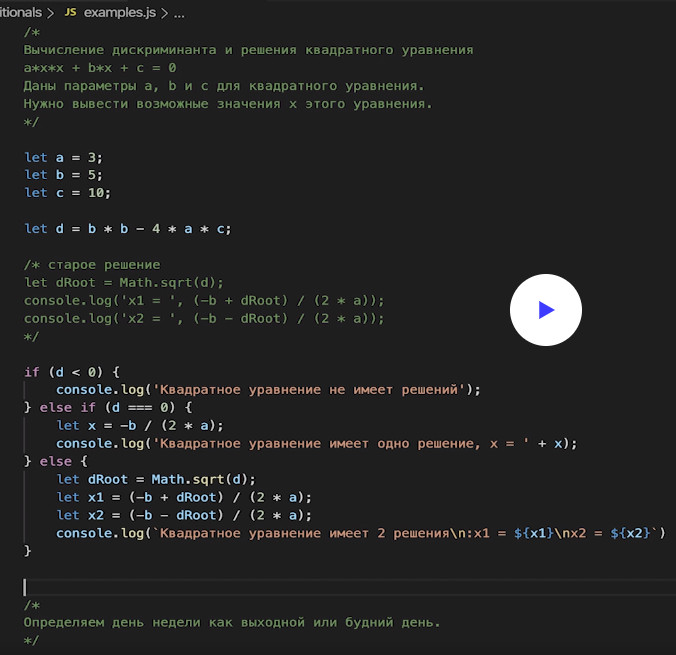 itionals > JS examples.js > ...
/*
Вычисление дискриминанта и решения квадратного уравнения
a*x*x + b*x + c = 0
Даны параметры a, b и c для квадратного уравнения.
Нужно вывести возможные значения x этого уравнения.
*/
let a = 3;
let b = 5;
let c = 10;
let d = b * b - 4 * a * c;
/* старое решение
let dRoot = Math.sqrt(d);
console.log('x1 = ', (-b + dRoot) / (2 * a));
console.log('x2 = ', (-b - dRoot) / (2 * a));
*/
if (d < 0) {
console.log('Квадратное уравнение не имеет решений');
} else if (d === 0) {
let x = -b / (2 * a);
console.log('Квадратное уравнение имеет одно решение, x = ' + x);
} else {
let dRoot = Math.sqrt(d);
let x1 = (-b + dRoot) / (2 * a);
let x2 = (-b - dRoot) / (2 * a);
console.log(`Квадратное уравнение имеет 2 решения\n:x1 = ${x1}\nx2 = ${x2}`)
}
/*
Определяем день недели как выходной или будний день.
*/